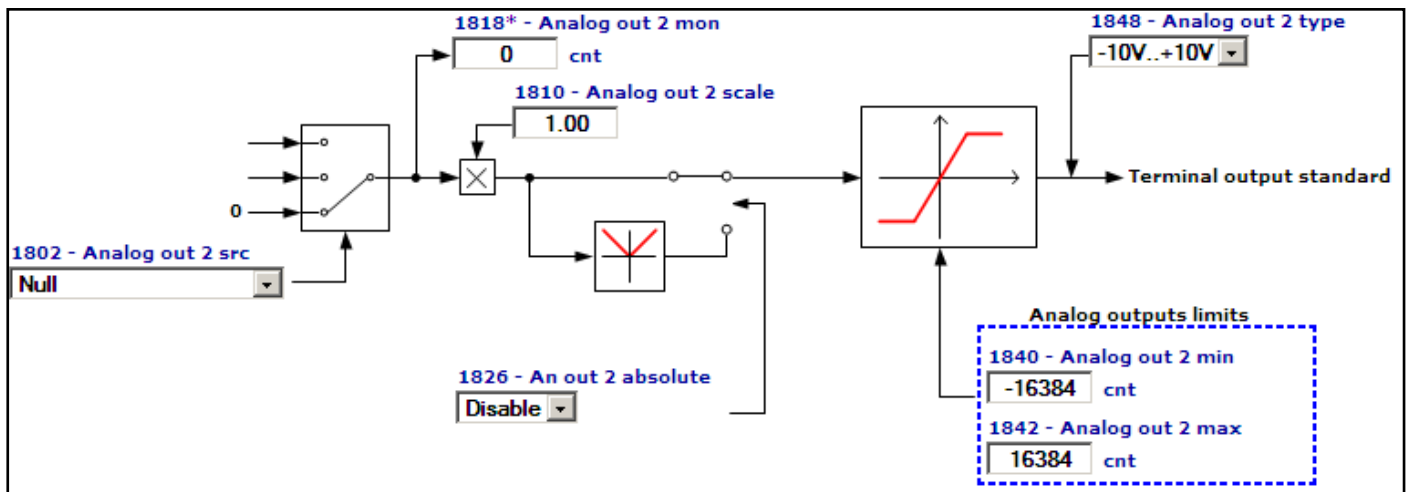 1818* - Analog out 2 mon
0 cnt
1848 - Analog out 2 type
-10V..+10V
1810 - Analog out 2 scale
1.00
0
Terminal output standard
1802 - Analog out 2 src
Null
Analog outputs limits
1840 - Analog out 2 min
-16384 cnt
1826 - An out 2 absolute
Disable
1842 - Analog out 2 max
16384 cnt